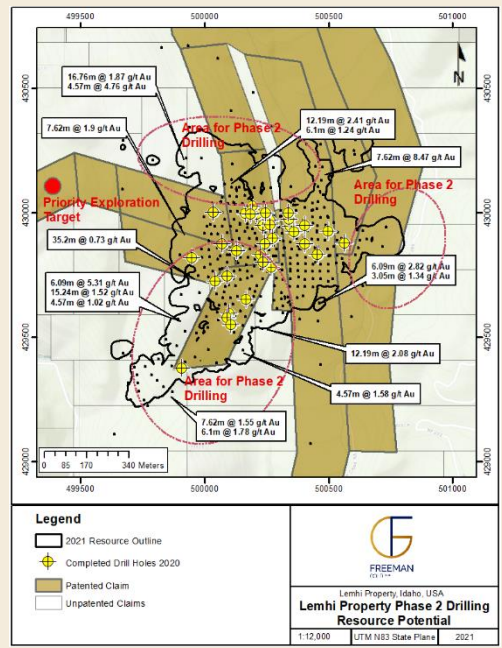 499500 500000 500500 501000
430500
430000
429500
429000
430500
430000
429500
429000
N
16.76m @ 1.87 g/t Au
4.57m @ 4.76 g/t Au
7.62m @ 1.9 g/t Au
Area for Phase 2
Drilling
12.19m @ 2.41 g/t Au
6.1m @ 1.24 g/t Au
7.62m @ 8.47 g/t Au
Area for Phase 2
Drilling
Priority Exploration
Target
35.2m @ 0.73 g/t Au
6.09m @ 5.31 g/t Au
15.24m @ 1.52 g/t Au
4.57m @ 1.02 g/t Au
6.09m @ 2.82 g/t Au
3.05m @ 1.34 g/t Au
12.19m @ 2.08 g/t Au
Area for Phase 2
Drilling
4.57m @ 1.58 g/t Au
7.62m @ 1.55 g/t Au
6.1m @ 1.78 g/t Au
0 85 170 340 Meters
499500 500000 500500 501000
Legend
2021 Resource Outline
Completed Drill Holes 2020
Patented Claim
Unpatented Claims
FREEMAN
Lemhi Property, Idaho, USA
Lemhi Property Phase 2 Drilling
Resource Potential
1:12,000 UTM N83 State Plane 2021